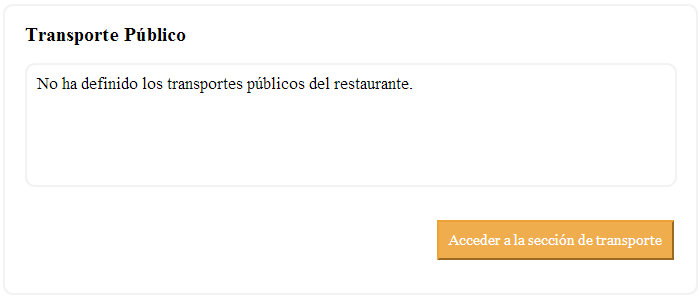 Transporte Público
No ha definido los transportes públicos del restaurante.
Acceder a la sección de transporte